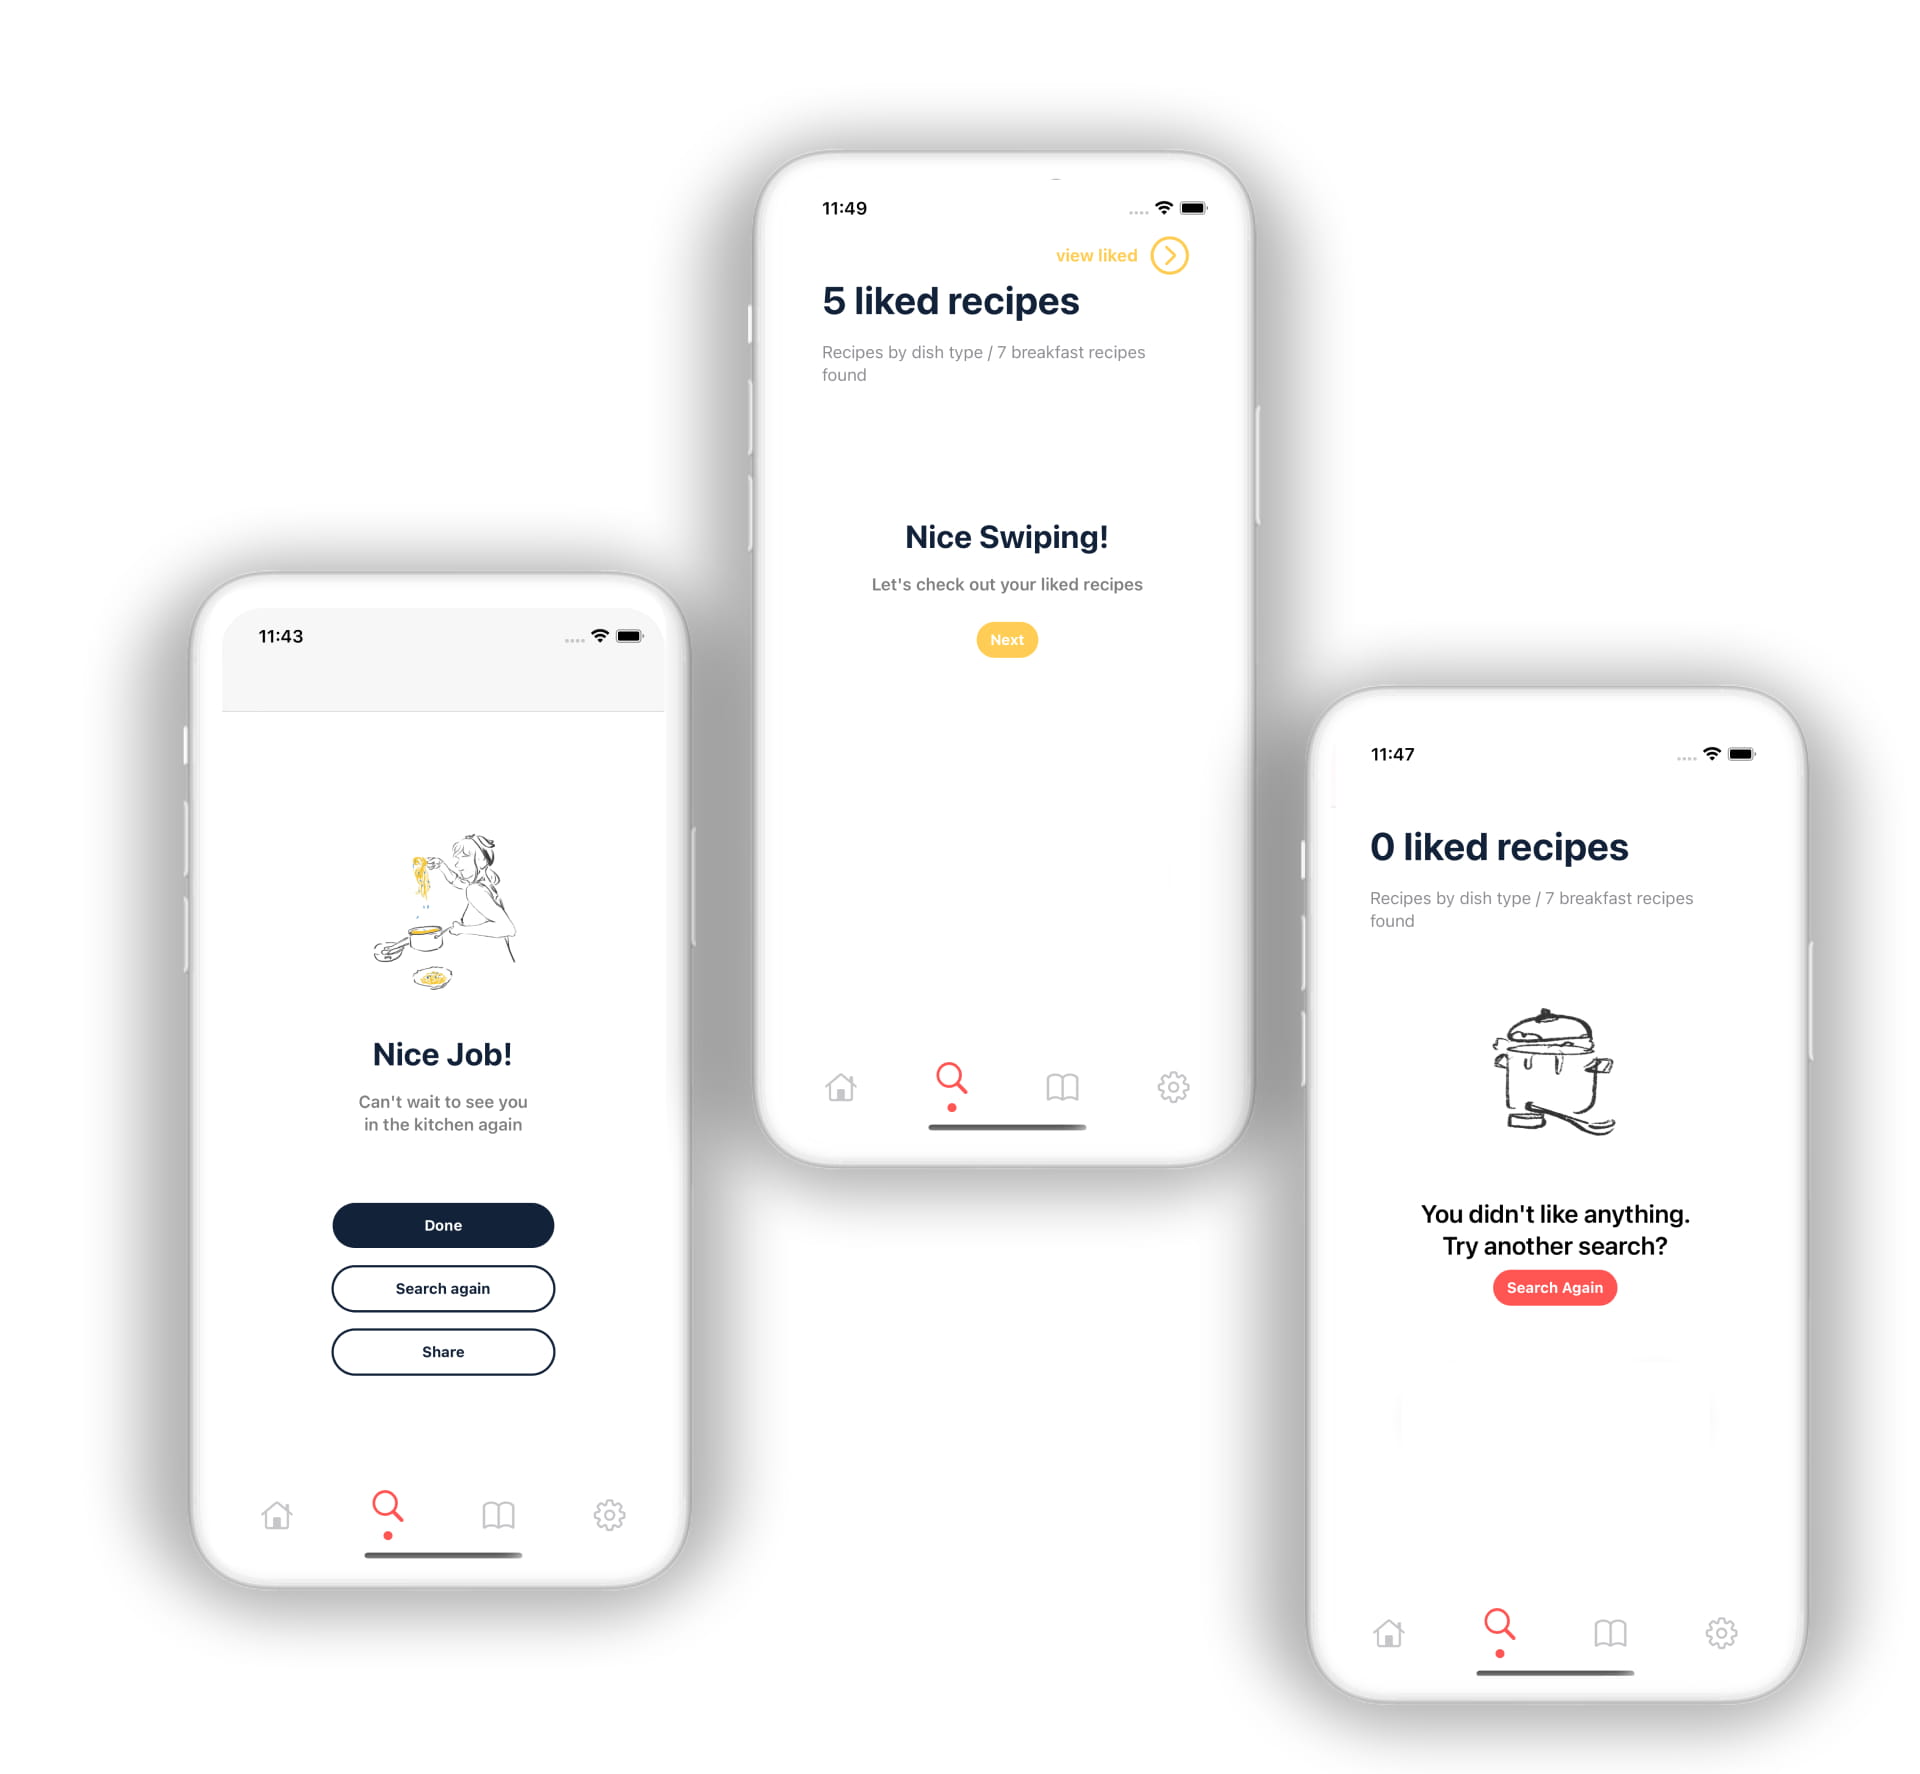 11:43
Nice Job!
Can't wait to see you
in the kitchen again
Done
Search again
Share
11:49
view liked
5 liked recipes
Recipes by dish type / 7 breakfast recipes
found
Nice Swiping!
Let's check out your liked recipes
Next
11:47
0 liked recipes
Recipes by dish type / 7 breakfast recipes
found
You didn't like anything.
Try another search?
Search Again